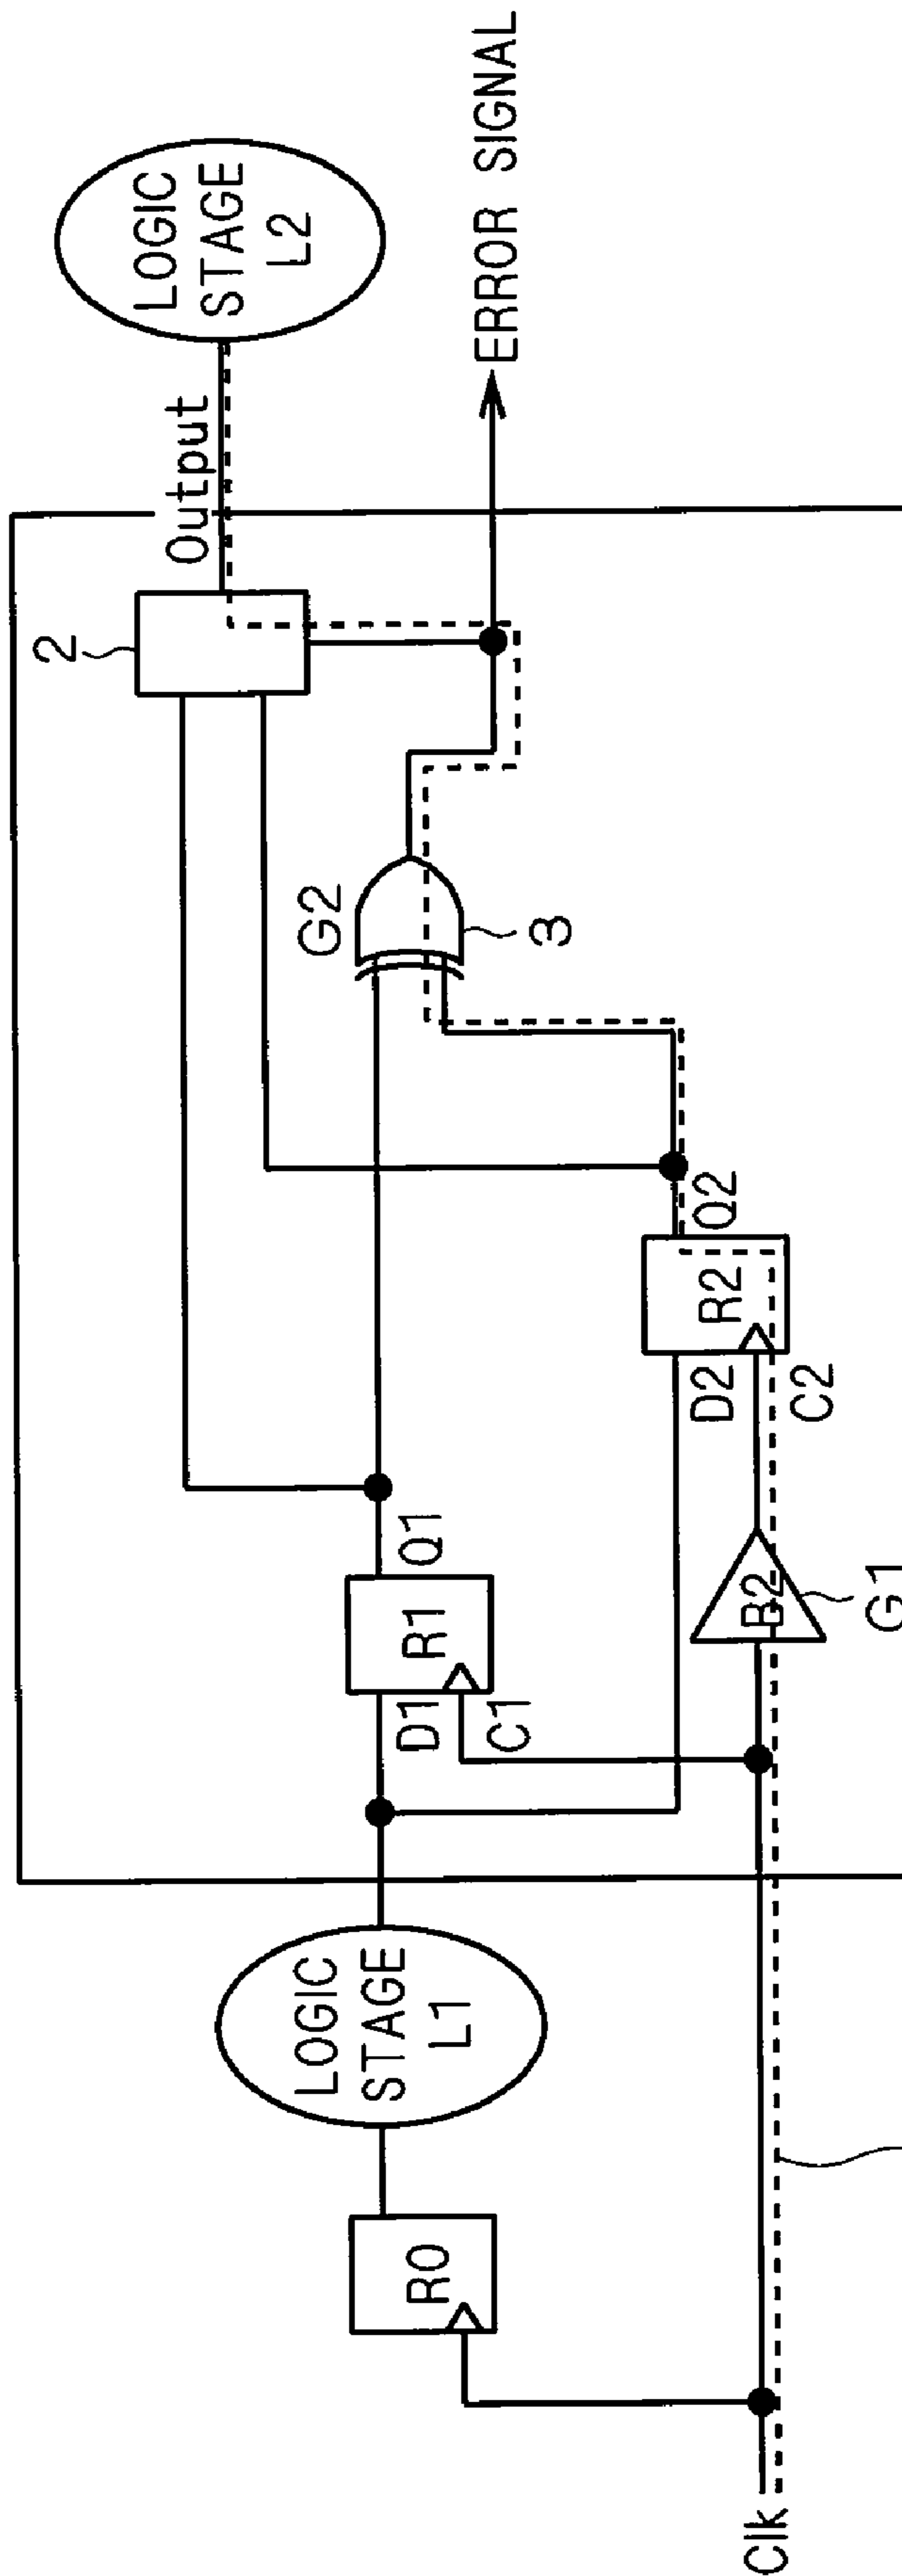 Clk
R0
LOGIC
STAGE
L1
D1
R1
Q1
C1
B2
G1
D2
R2
Q2
C2
G2
3
2
Output
LOGIC
STAGE
L2
ERROR SIGNAL